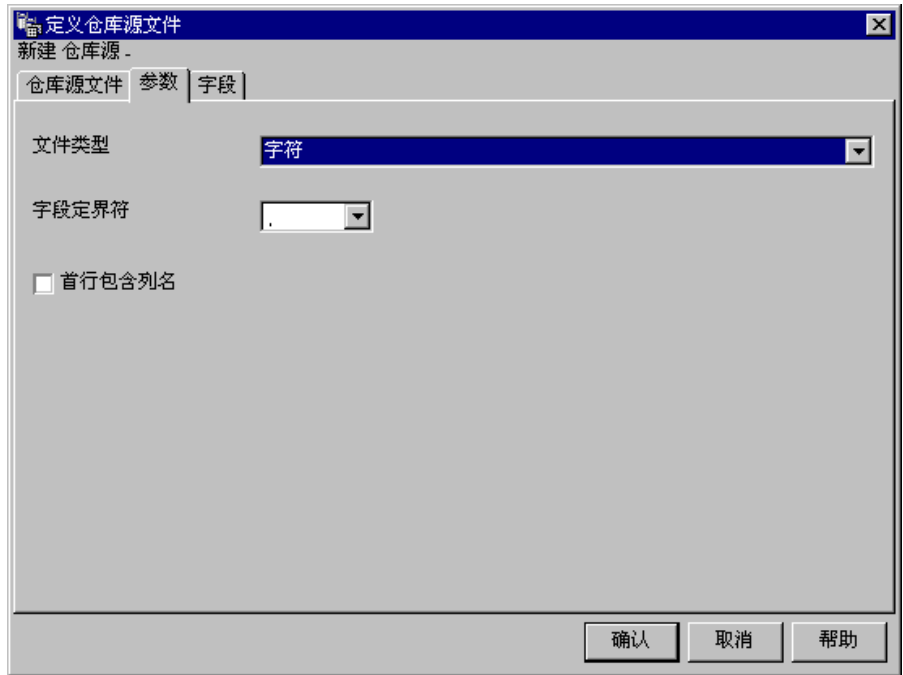 定义仓库源文件
新建 仓库源 -
仓库源文件 参数 字段
文件类型 字符
字段定界符 ,
首行包含列名
确认 取消 帮助